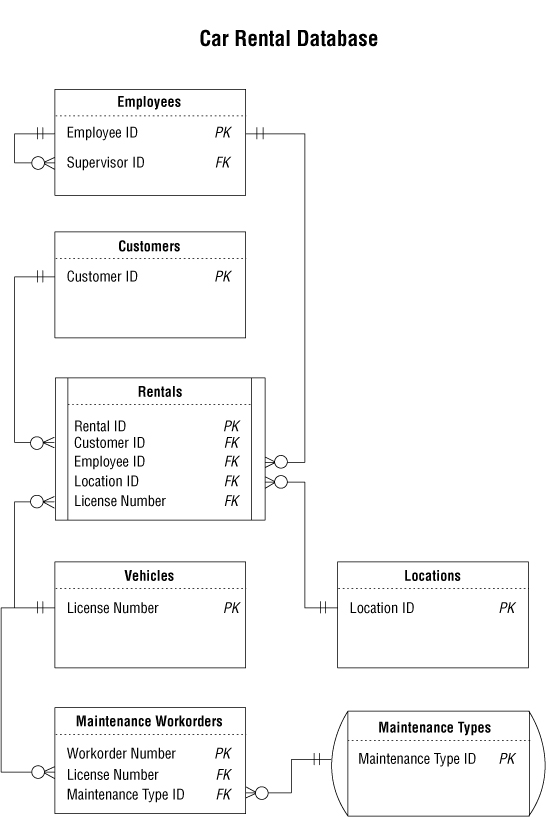 Car Rental Database
Employees
Employee ID PK
Supervisor ID FK
Customers
Customer ID PK
Rentals
Rental ID PK
Customer ID FK
Employee ID FK
Location ID FK
License Number FK
Vehicles
License Number PK
Locations
Location ID PK
Maintenance Workorders
Workorder Number PK
License Number FK
Maintenance Type ID FK
Maintenance Types
Maintenance Type ID PK